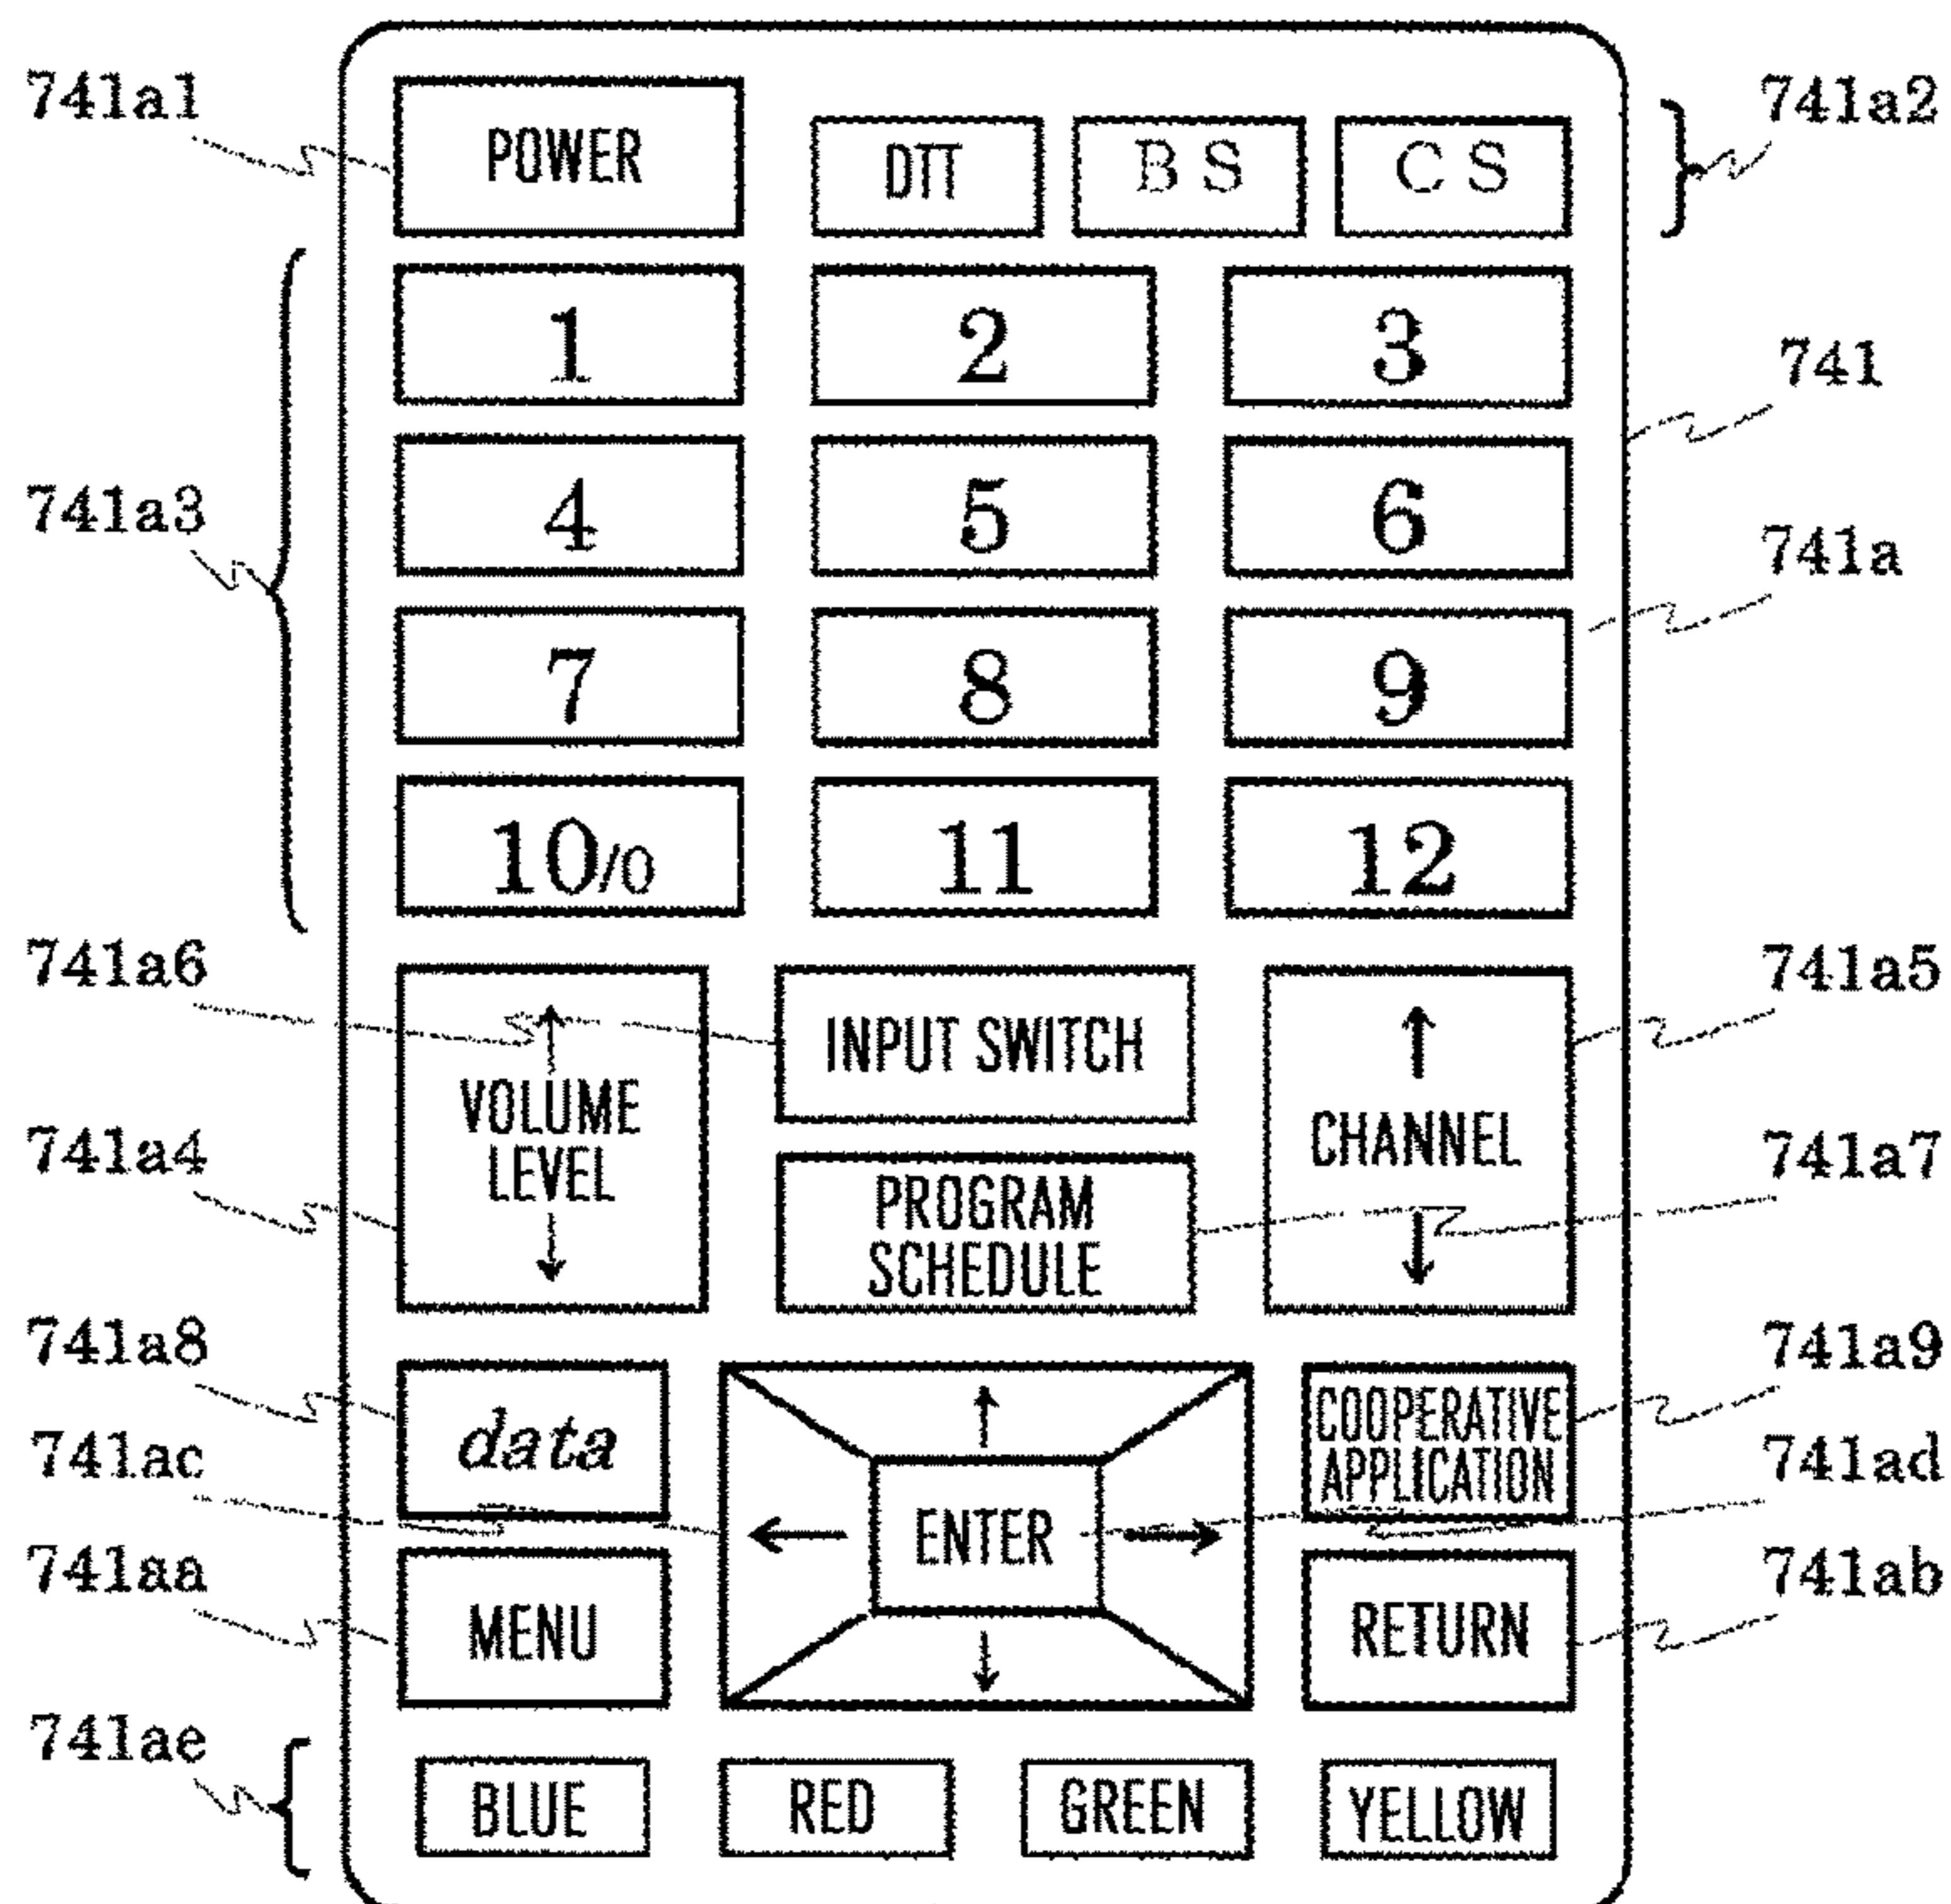 741a1
741a2
POWER
DTT
BS
CS
1
2
3
741
4
5
6
741a3
741a
7
8
9
10/0
11
12
741a6
741a5
INPUT SWITCH
VOLUME
LEVEL
CHANNEL
741a4
741a7
PROGRAM
SCHEDULE
741a8
741a9
data
COOPERATIVE
APPLICATION
741ac
741ad
ENTER
741aa
741ab
MENU
RETURN
741ae
BLUE
RED
GREEN
YELLOW